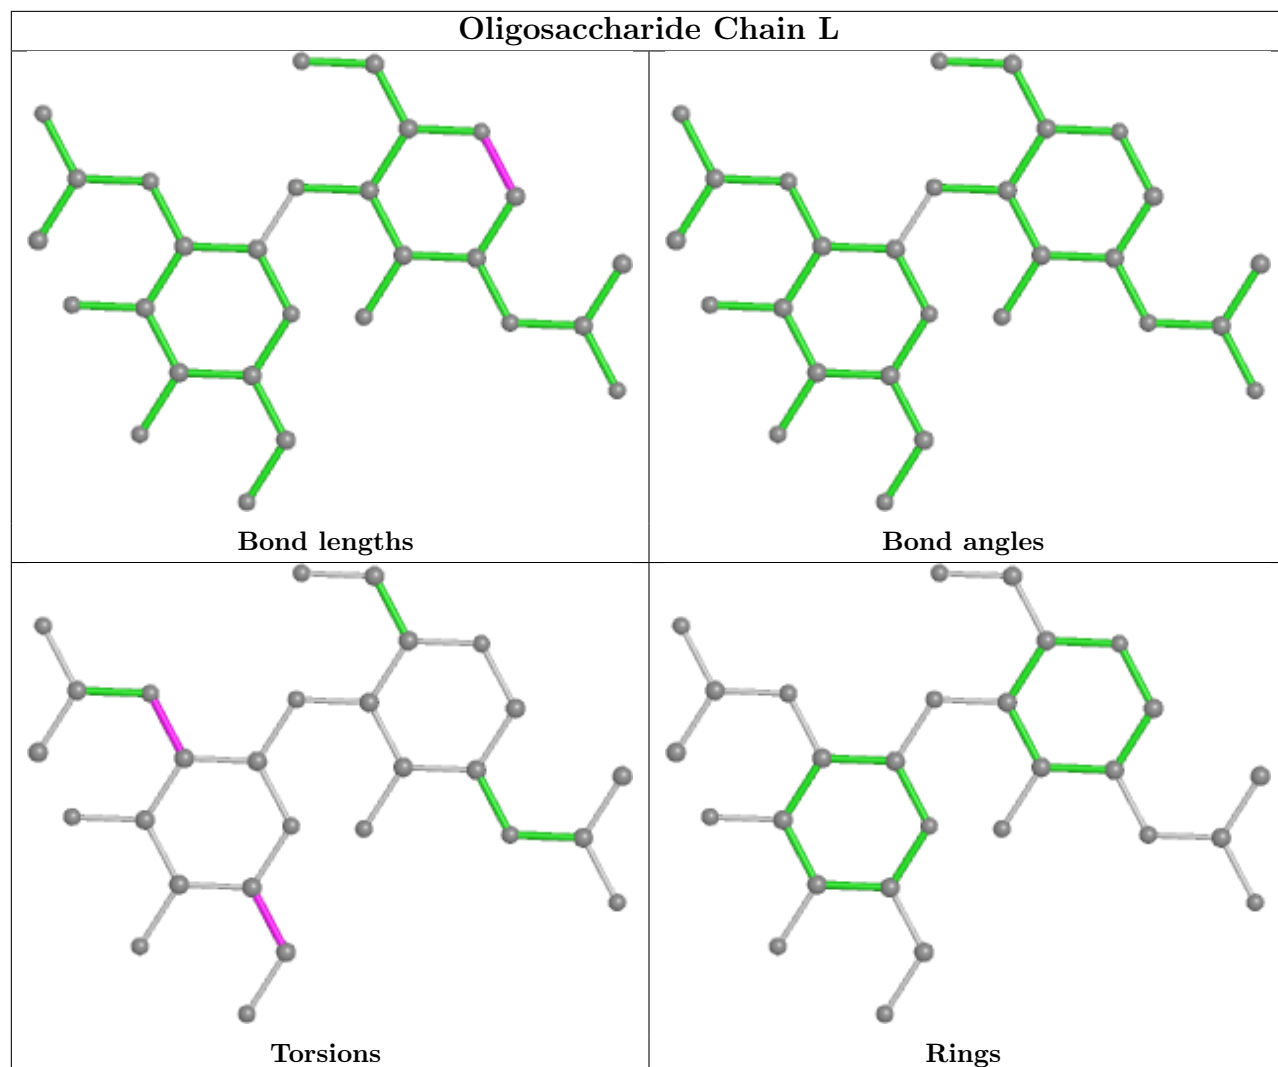 Oligosaccharide Chain L
Bond lengths
Bond angles
Torsions
Rings